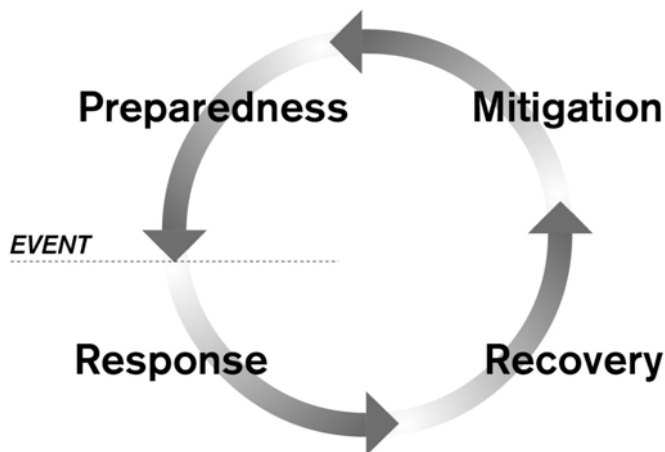 Preparedness
Mitigation
EVENT
Response
Recovery